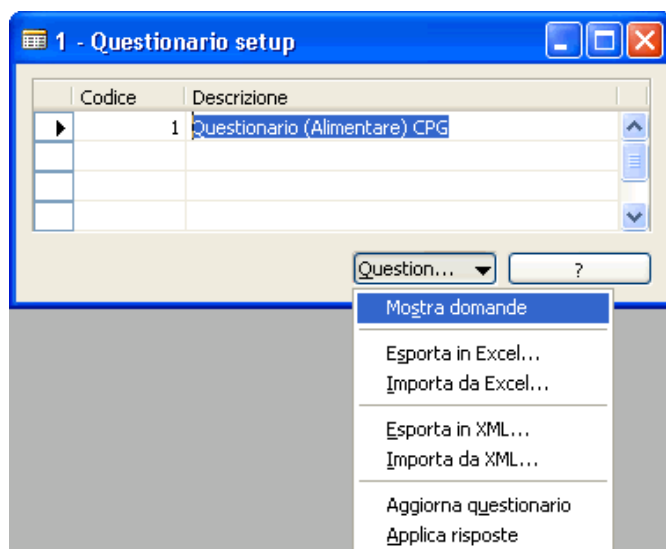 1 - Questionario setup
Codice Descrizione
1 Questionario (Alimentare) CPG
Question... ?
Mostra domande
Esporta in Excel...
Importa da Excel...
Esporta in XML...
Importa da XML...
Aggiorna questionario
Applica risposte